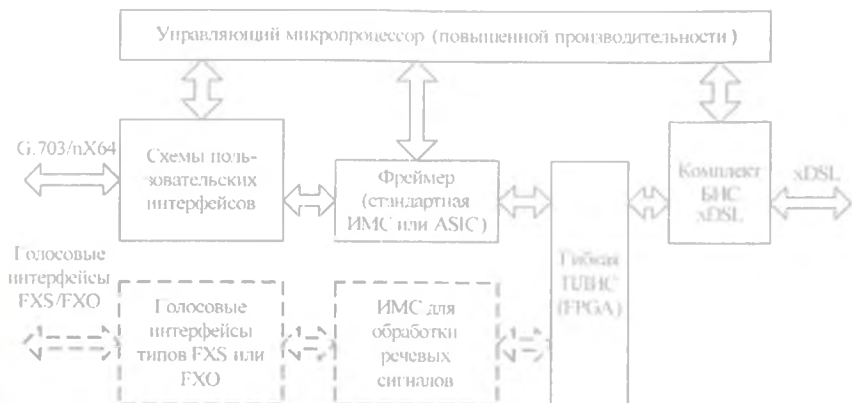 Управляющий микропроцессор (повышенной производительности)
G.703/nX64
Схемы поль-
зовательских
интерфейсов
Фреймер
(стандартная
ИМС или ASIC)
Комплект
БИС
xDSL
xDSL
Голосовые
интерфейсы
FXS/FXO
Голосовые
интерфейсы
типов FXS или
FXO
ИМС для
обработки
речевых
сигналов
Гибкая
ПЛИС
(FPGA)